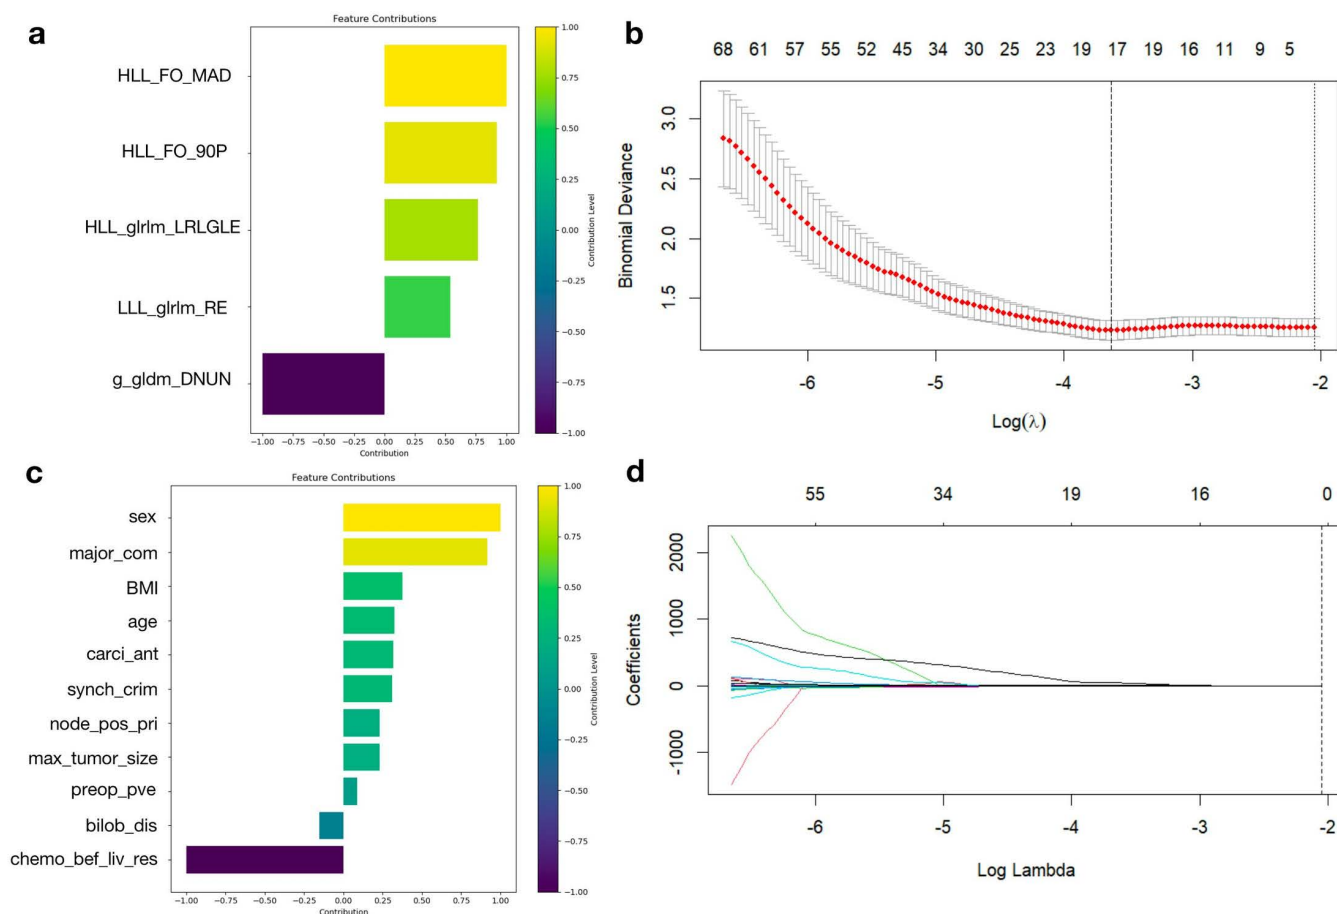 a
Feature Contributions
HLL_FO_MAD
HLL_FO_90P
HLL_glrlm_LRLGLE
LLL_glrlm_RE
g_gldm_DNUN
−1.00 −0.75 −0.50 −0.25 0.00 0.25 0.50 0.75 1.00
Contribution
1.00
0.75
0.50
0.25
0.00
−0.25
−0.50
−0.75
−1.00
Contribution Level
b
68 61 57 55 52 45 34 30 25 23 19 17 19 16 11 9 5
3.0
2.5
2.0
1.5
Binomial Deviance
-6 -5 -4 -3 -2
Log(λ)
c
Feature Contributions
sex
major_com
BMI
age
carci_ant
synch_crim
node_pos_pri
max_tumor_size
preop_pve
bilob_dis
chemo_bef_liv_res
−1.00 −0.75 −0.50 −0.25 0.00 0.25 0.50 0.75 1.00
Contribution
1.00
0.75
0.50
0.25
0.00
−0.25
−0.50
−0.75
−1.00
Contribution Level
d
55 34 19 16 0
2000
1000
0
-1000
Coefficients
-6 -5 -4 -3 -2
Log Lambda